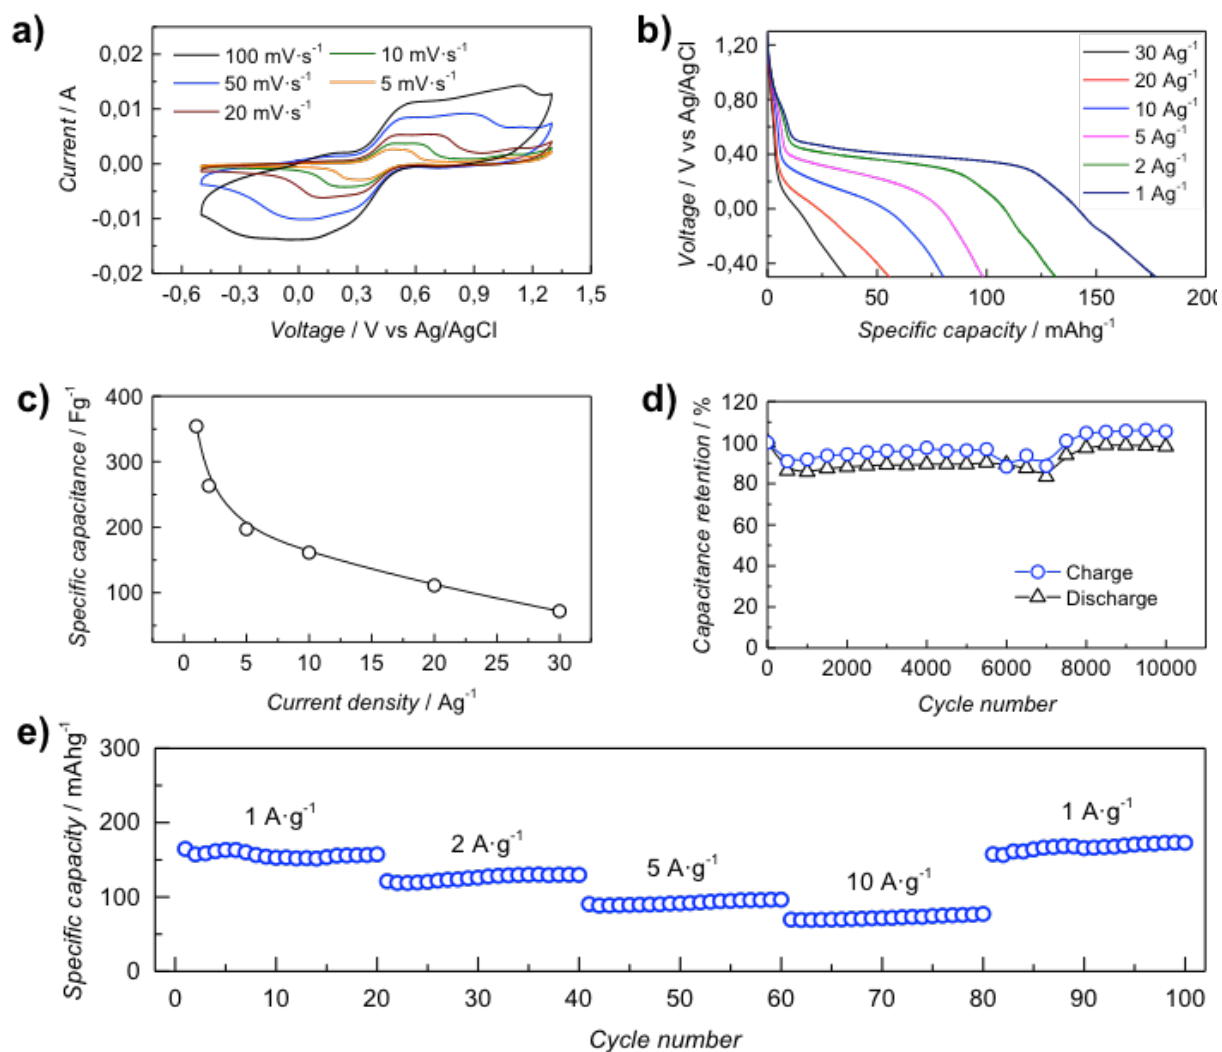 a)
0,02
0,01
0,00
-0,01
-0,02
Current / A
100 mV·s⁻¹
50 mV·s⁻¹
20 mV·s⁻¹
10 mV·s⁻¹
5 mV·s⁻¹
-0,6 -0,3 0,0 0,3 0,6 0,9 1,2 1,5
Voltage / V vs Ag/AgCl
b)
1,20
0,80
0,40
0,00
-0,40
Voltage / V vs Ag/AgCl
30 Ag⁻¹
20 Ag⁻¹
10 Ag⁻¹
5 Ag⁻¹
2 Ag⁻¹
1 Ag⁻¹
0 50 100 150 200
Specific capacity / mAhg⁻¹
c)
400
300
200
100
Specific capacitance / Fg⁻¹
0 5 10 15 20 25 30
Current density / Ag⁻¹
d)
120
100
80
60
40
20
0
Capacitance retention / %
Charge
Discharge
0 2000 4000 6000 8000 10000
Cycle number
e)
300
200
100
0
Specific capacity / mAhg⁻¹
1 A·g⁻¹
2 A·g⁻¹
5 A·g⁻¹
10 A·g⁻¹
1 A·g⁻¹
0 10 20 30 40 50 60 70 80 90 100
Cycle number